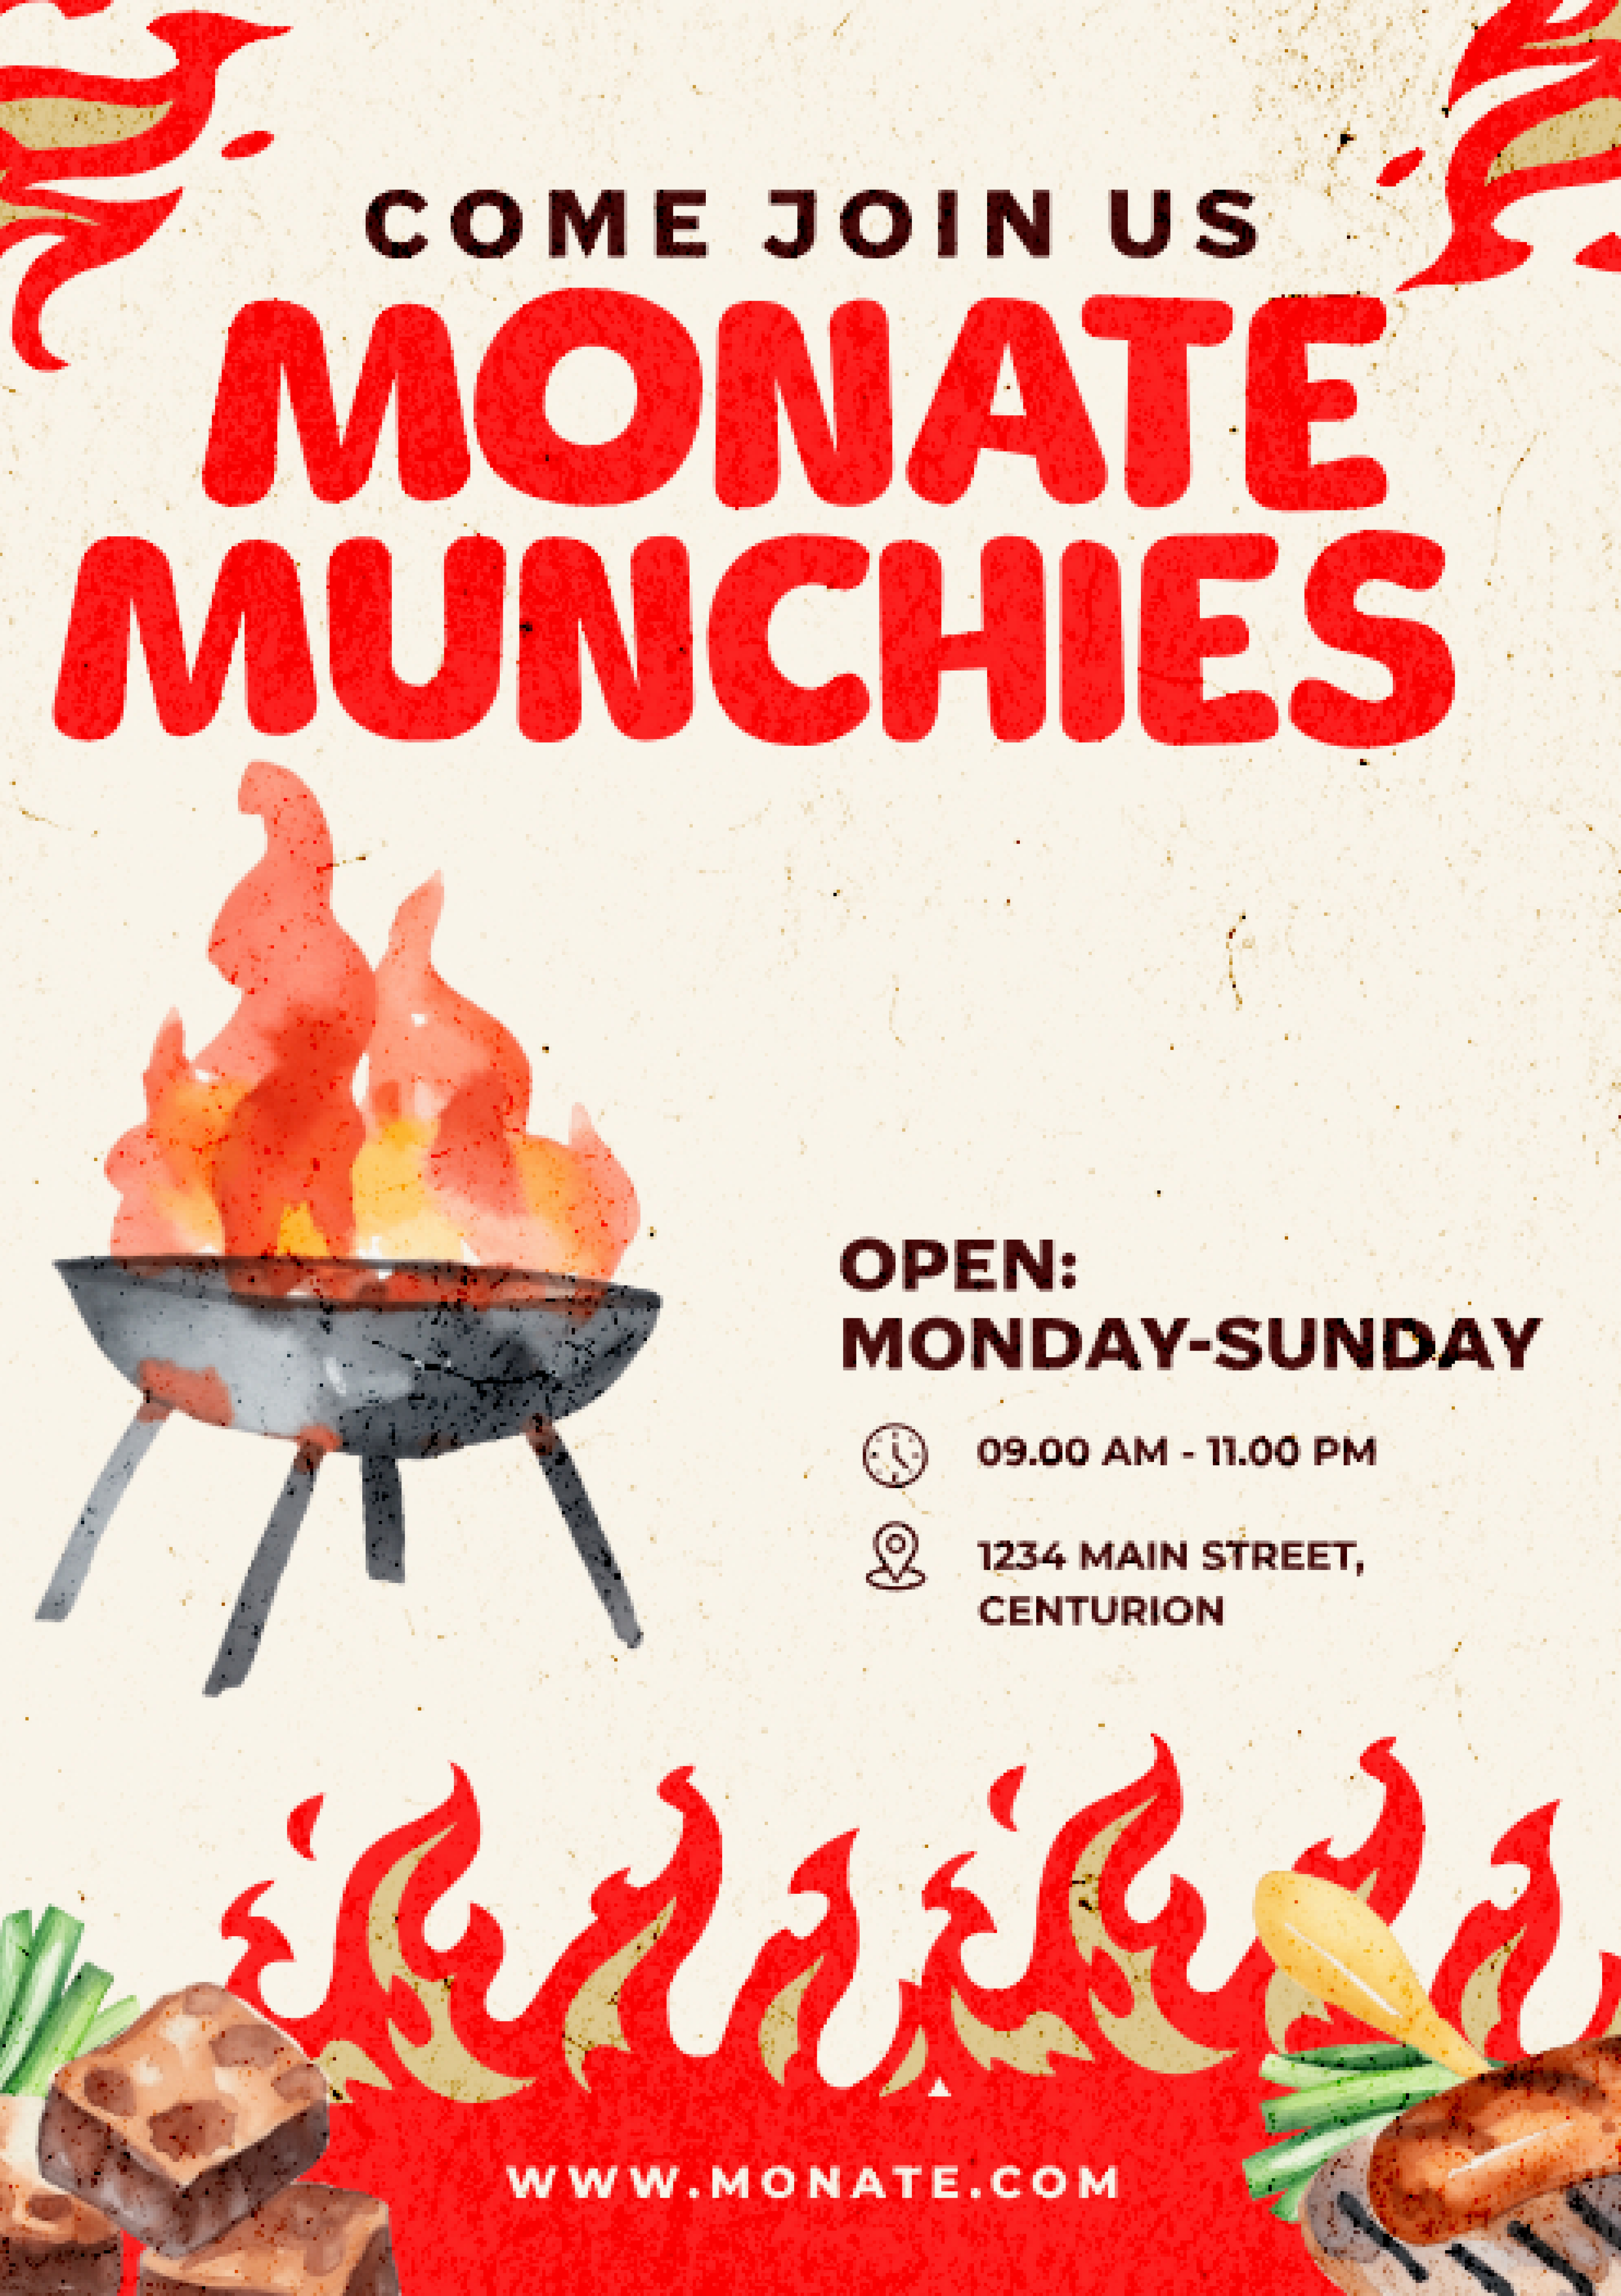 COME JOIN US
MONATE
MUNCHIES
OPEN:
MONDAY-SUNDAY
09.00 AM - 11.00 PM
1234 MAIN STREET,
CENTURION
WWW.MONATE.COM